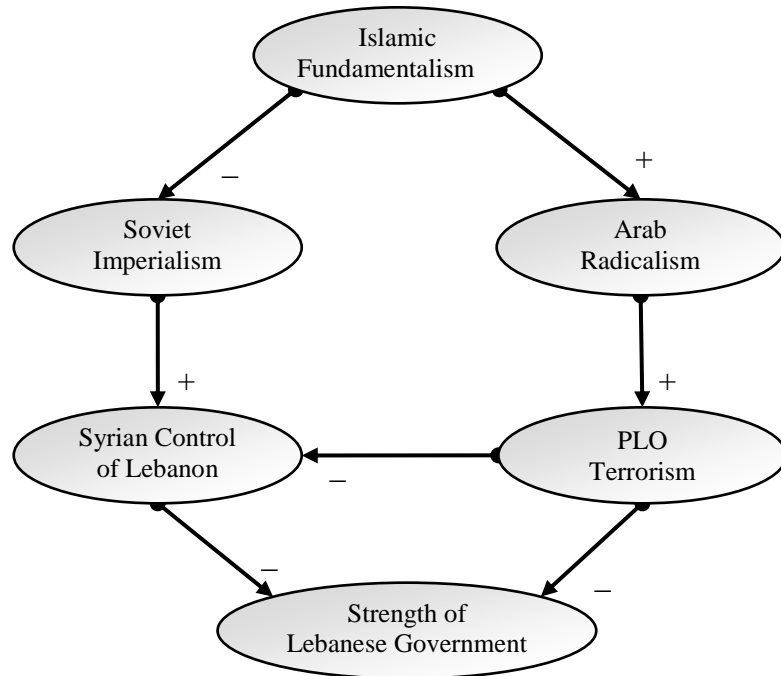 Islamic
Fundamentalism
−
+
Soviet
Imperialism
Arab
Radicalism
+
+
Syrian Control
of Lebanon
PLO
Terrorism
−
−
−
Strength of
Lebanese Government